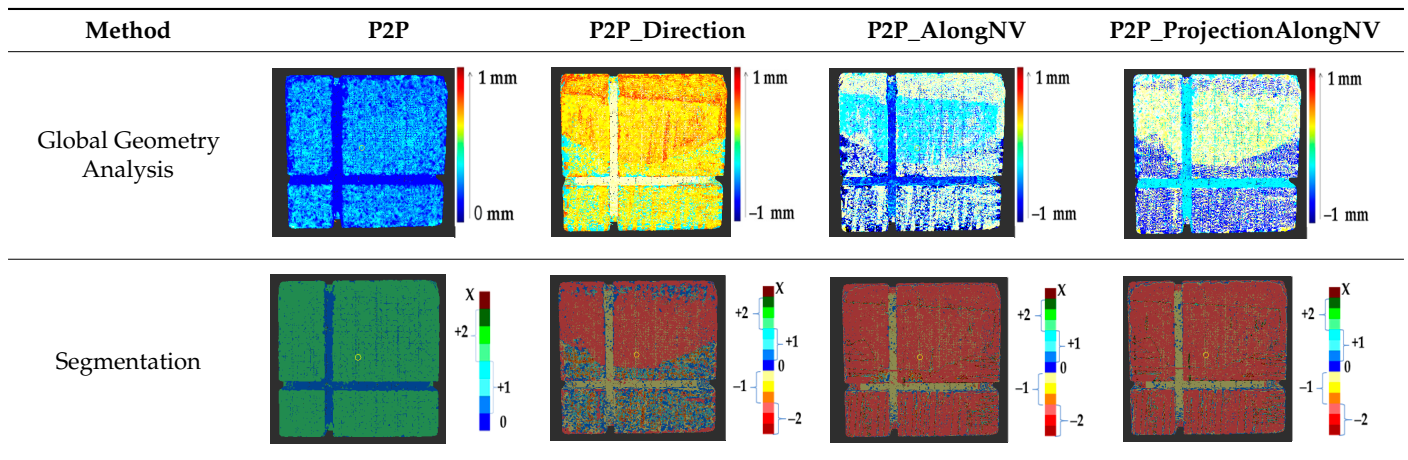 Method P2P P2P_Direction P2P_AlongNV P2P_ProjectionAlongNV
Global Geometry
Analysis
1 mm
0 mm
1 mm
−1 mm
1 mm
−1 mm
1 mm
−1 mm
Segmentation
X
+2
+1
0
X
+2
+1
0
−1
−2
X
+2
+1
0
−1
−2
X
+2
+1
0
−1
−2